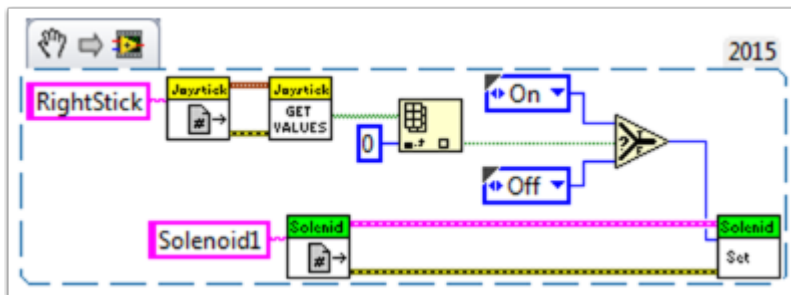 2015
RightStick
Joystick
#
Joystick
GET
VALUES
0
On
Off
?
T
F
Solenoid1
Solenid
#
Solenid
Set